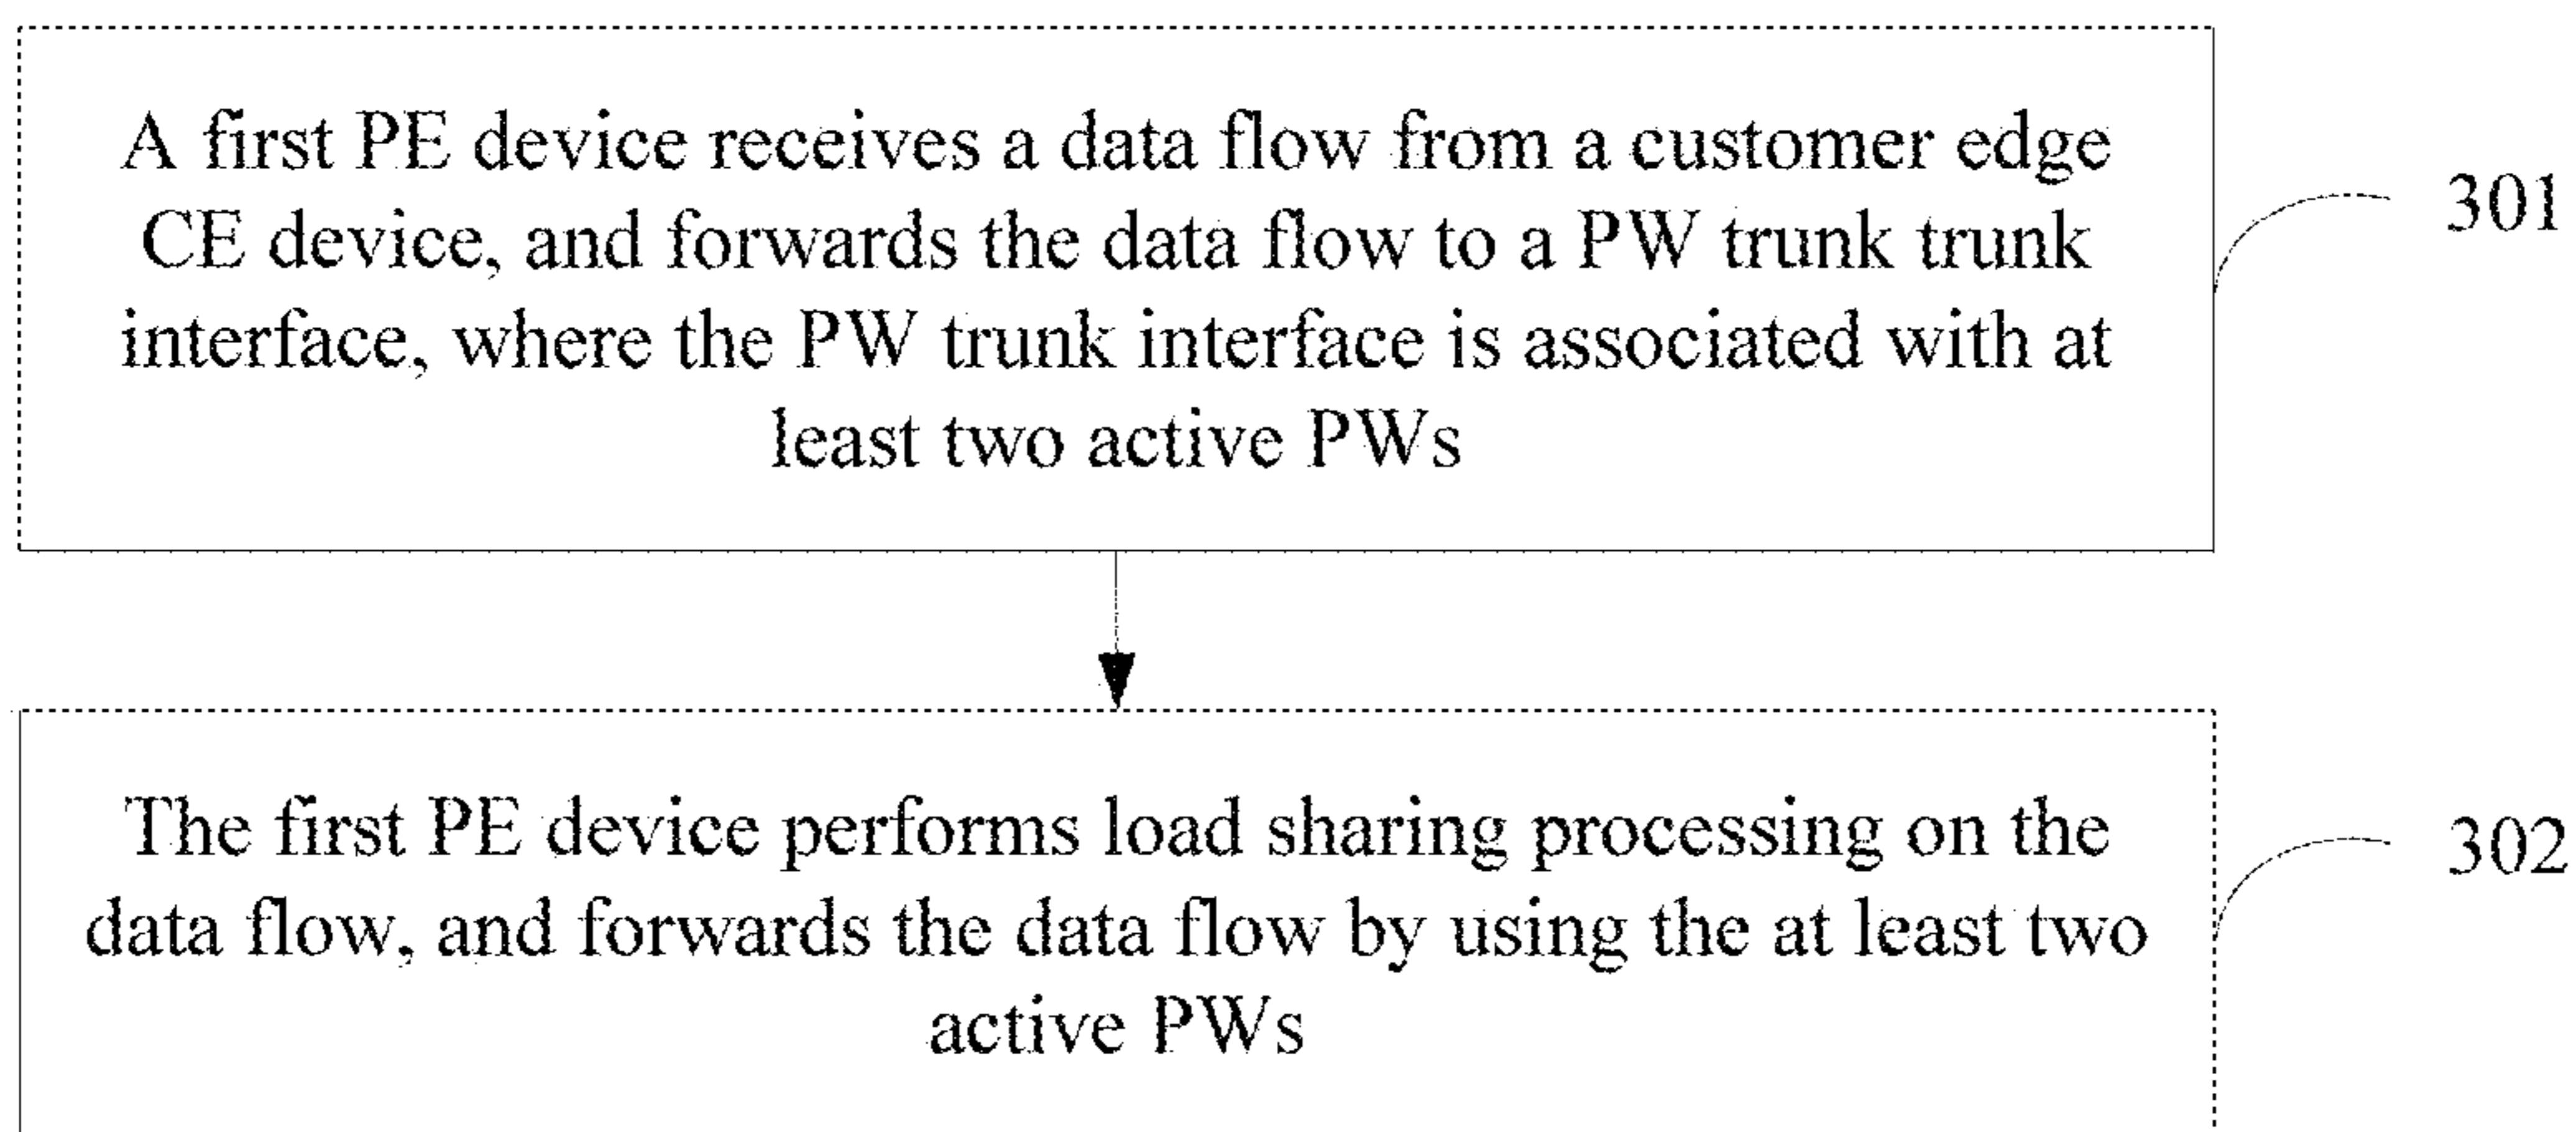 A first PE device receives a data flow from a customer edge
CE device, and forwards the data flow to a PW trunk trunk
interface, where the PW trunk interface is associated with at
least two active PWs
301
The first PE device performs load sharing processing on the
data flow, and forwards the data flow by using the at least two
active PWs
302